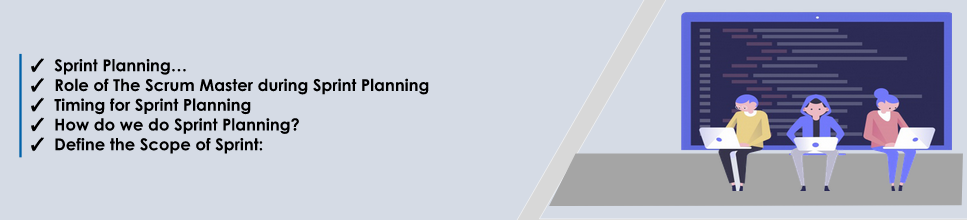 ✓ Sprint Planning…
✓ Role of The Scrum Master during Sprint Planning
✓ Timing for Sprint Planning
✓ How do we do Sprint Planning?
✓ Define the Scope of Sprint: